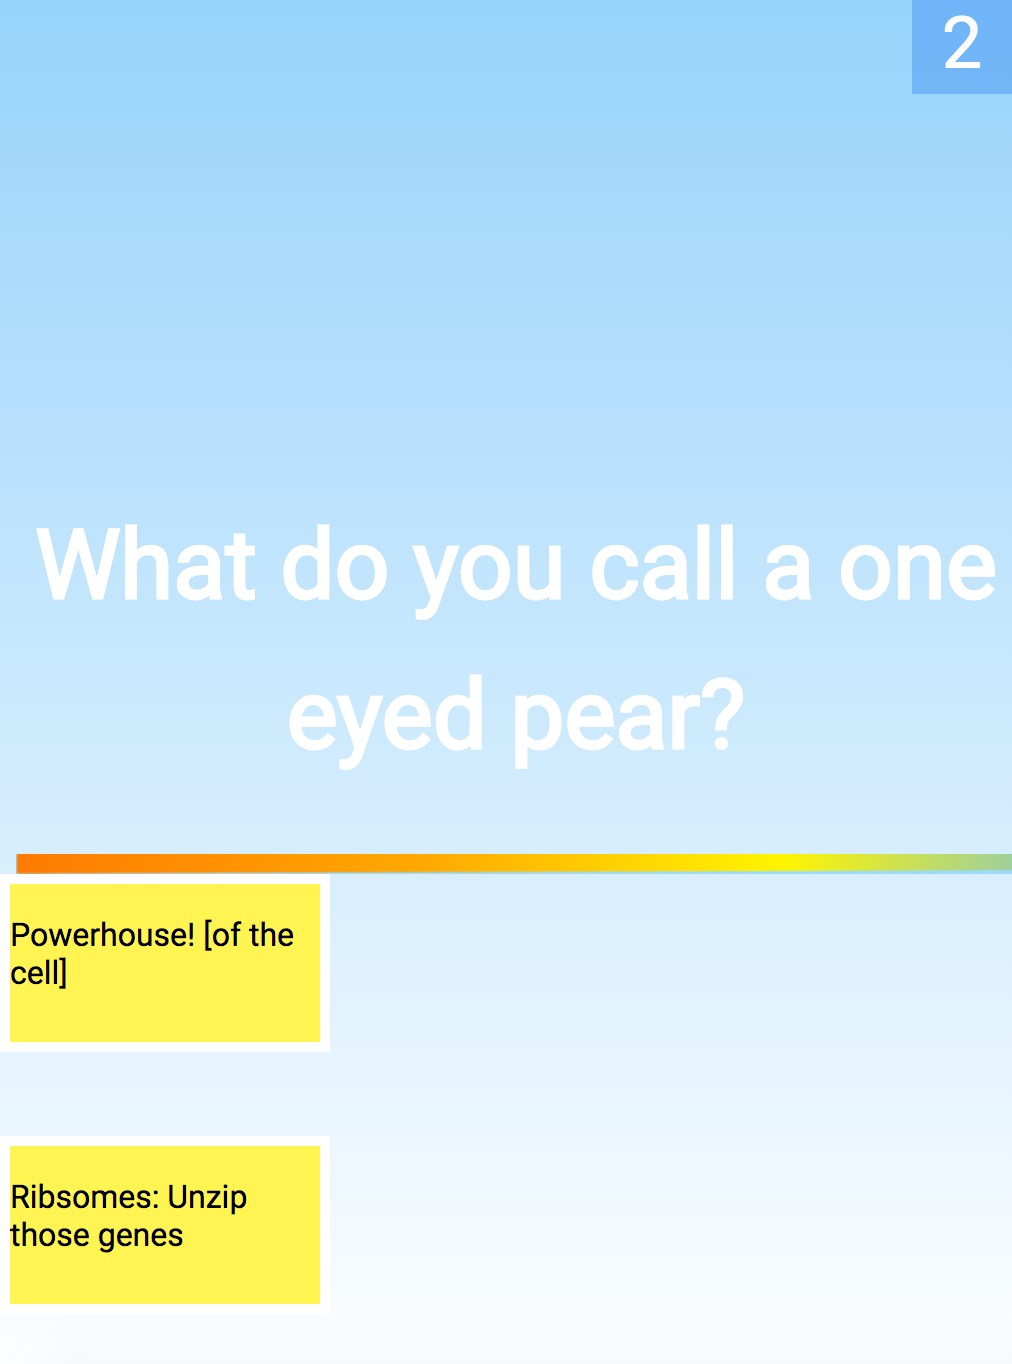 2
What do you call a one
eyed pear?
Powerhouse! [of the
cell]
Ribsomes: Unzip
those genes